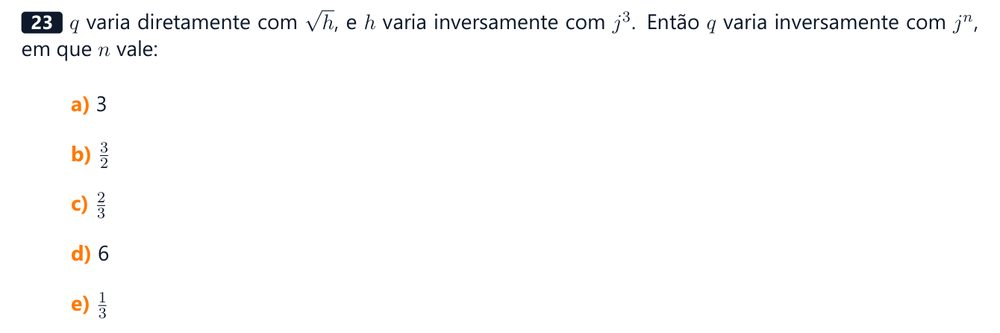 23 q varia diretamente com √h, e h varia inversamente com j³. Então q varia inversamente com jⁿ,
em que n vale:
a) 3
b) 3/2
c) 2/3
d) 6
e) 1/3